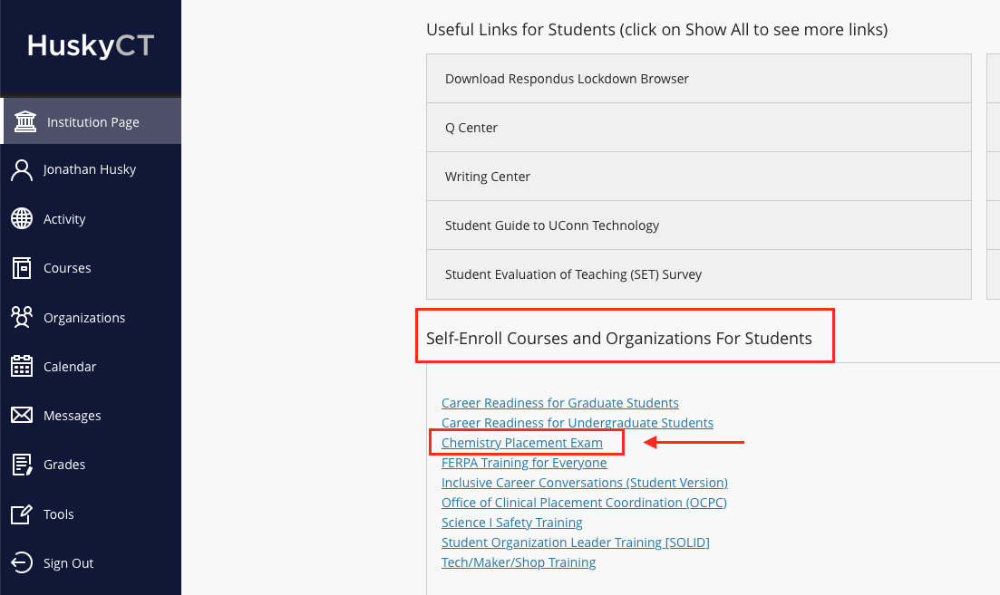 HuskyCT
Institution Page
Jonathan Husky
Activity
Courses
Organizations
Calendar
Messages
Grades
Tools
Sign Out
Useful Links for Students (click on Show All to see more links)
Download Respondus Lockdown Browser
Q Center
Writing Center
Student Guide to UConn Technology
Student Evaluation of Teaching (SET) Survey
Self-Enroll Courses and Organizations For Students
Career Readiness for Graduate Students
Career Readiness for Undergraduate Students
Chemistry Placement Exam
FERPA Training for Everyone
Inclusive Career Conversations (Student Version)
Office of Clinical Placement Coordination (OCPC)
Science I Safety Training
Student Organization Leader Training [SOLID]
Tech/Maker/Shop Training